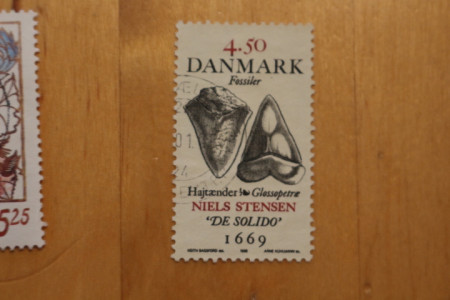 4.50
DANMARK
Fossiler
Hajtænder Glossopetræ
NIELS STENSEN
'DE SOLIDO'
1669
5.25